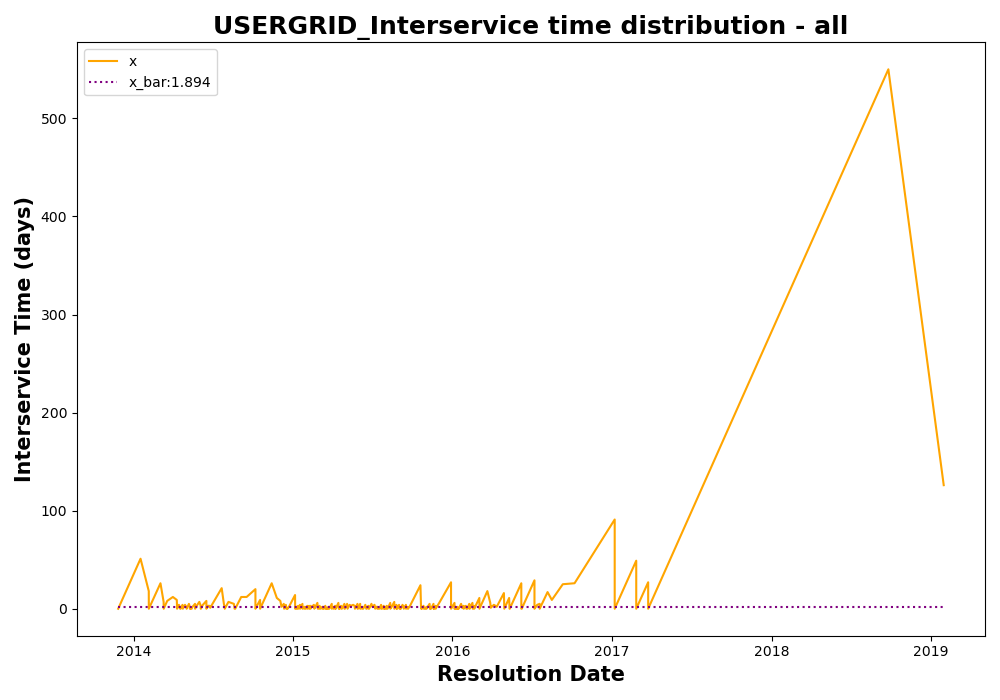 USERGRID_Interservice time distribution - all
x
x_bar:1.894
Interservice Time (days)
500
400
300
200
100
0
2014 2015 2016 2017 2018 2019
Resolution Date